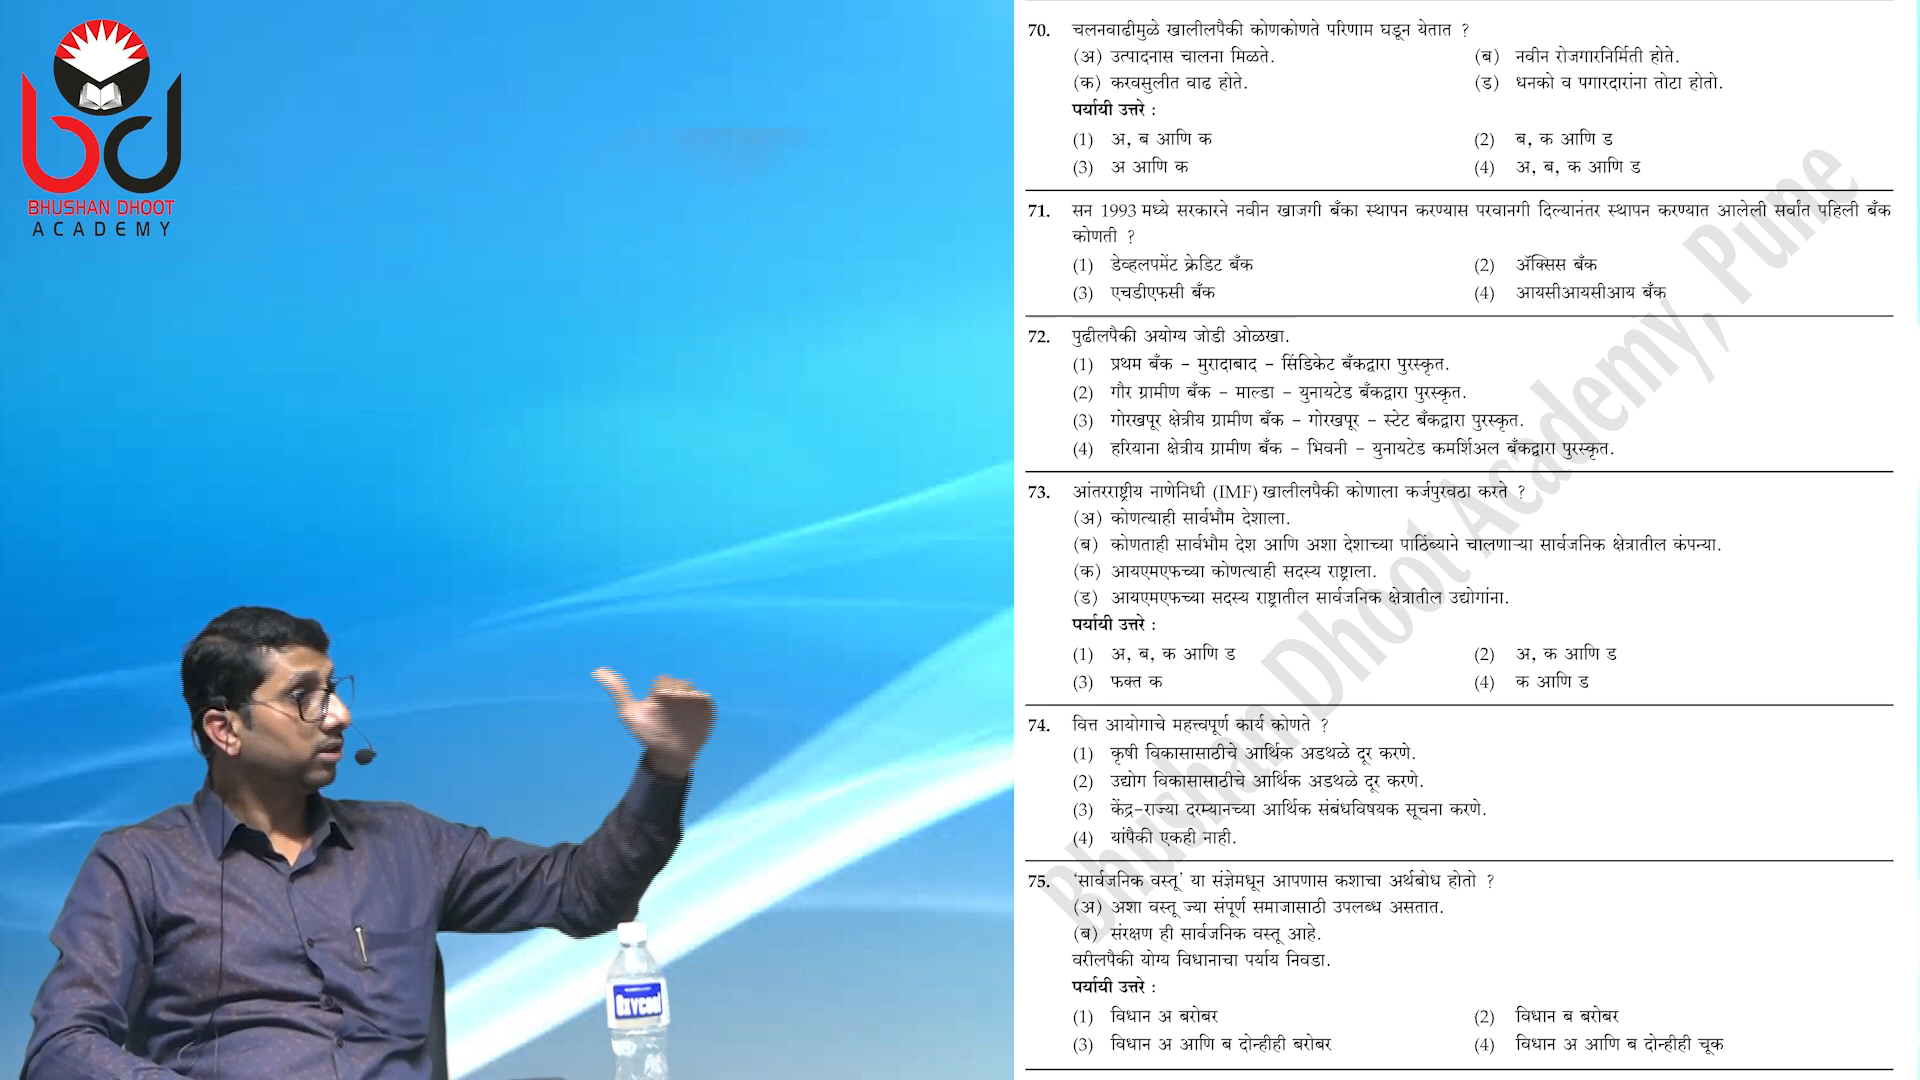 BHUSHAN DHOOT
ACADEMY
70. चलनवाढीमुळे खालीलपैकी कोणकोणते परिणाम घडून येतात ?
(अ) उत्पादनास चालना मिळते. (ब) नवीन रोजगारनिर्मिती होते.
(क) करवसुलीत वाढ होते. (ड) धनको व पगारदारांना तोटा होतो.
पर्यायी उत्तरे :
(1) अ, ब आणि क (2) ब, क आणि ड
(3) अ आणि क (4) अ, ब, क आणि ड
71. सन 1993 मध्ये सरकारने नवीन खाजगी बँका स्थापन करण्यास परवानगी दिल्यानंतर स्थापन करण्यात आलेली सर्वांत पहिली बँक
कोणती ?
(1) डेव्हलपमेंट क्रेडिट बँक (2) ॲक्सिस बँक
(3) एचडीएफसी बँक (4) आयसीआयसीआय बँक
72. पुढीलपैकी अयोग्य जोडी ओळखा.
(1) प्रथम बँक – मुरादाबाद – सिंडिकेट बँकद्वारा पुरस्कृत.
(2) गौर ग्रामीण बँक – माल्डा – युनायटेड बँकद्वारा पुरस्कृत.
(3) गोरखपूर क्षेत्रीय ग्रामीण बँक – गोरखपूर – स्टेट बँकद्वारा पुरस्कृत.
(4) हरियाना क्षेत्रीय ग्रामीण बँक – भिवनी – युनायटेड कमर्शिअल बँकद्वारा पुरस्कृत.
73. आंतरराष्ट्रीय नाणेनिधी (IMF) खालीलपैकी कोणाला कर्जपुरवठा करते ?
(अ) कोणत्याही सार्वभौम देशाला.
(ब) कोणताही सार्वभौम देश आणि अशा देशाच्या पाठिंब्याने चालणाऱ्या सार्वजनिक क्षेत्रातील कंपन्या.
(क) आयएमएफच्या कोणत्याही सदस्य राष्ट्राला.
(ड) आयएमएफच्या सदस्य राष्ट्रातील सार्वजनिक क्षेत्रातील उद्योगांना.
पर्यायी उत्तरे :
(1) अ, ब, क आणि ड (2) अ, क आणि ड
(3) फक्त क (4) क आणि ड
74. वित्त आयोगाचे महत्त्वपूर्ण कार्य कोणते ?
(1) कृषी विकासासाठीचे आर्थिक अडथळे दूर करणे.
(2) उद्योग विकासासाठीचे आर्थिक अडथळे दूर करणे.
(3) केंद्र-राज्या दरम्यानच्या आर्थिक संबंधविषयक सूचना करणे.
(4) यांपैकी एकही नाही.
75. 'सार्वजनिक वस्तू' या संज्ञेमधून आपणास कशाचा अर्थबोध होतो ?
(अ) अशा वस्तू ज्या संपूर्ण समाजासाठी उपलब्ध असतात.
(ब) संरक्षण ही सार्वजनिक वस्तू आहे.
वरीलपैकी योग्य विधानाचा पर्याय निवडा.
पर्यायी उत्तरे :
(1) विधान अ बरोबर (2) विधान ब बरोबर
(3) विधान अ आणि ब दोन्हीही बरोबर (4) विधान अ आणि ब दोन्हीही चूक
Bhushan Dhoot Academy, Pune
Oxycool